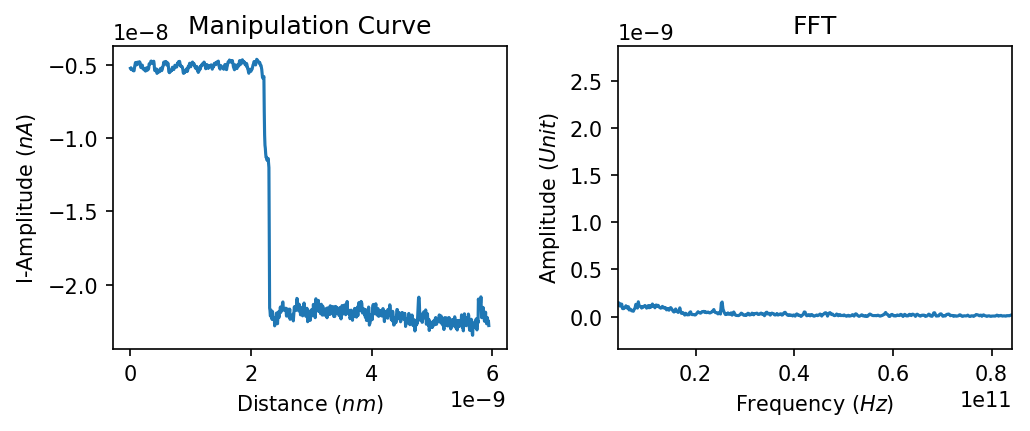 Manipulation Curve
1e−8
−0.5
−1.0
−1.5
−2.0
I-Amplitude (nA)
0 2 4 6
1e−9
Distance (nm)
FFT
1e−9
2.5
2.0
1.5
1.0
0.5
0.0
Amplitude (Unit)
0.2 0.4 0.6 0.8
1e11
Frequency (Hz)